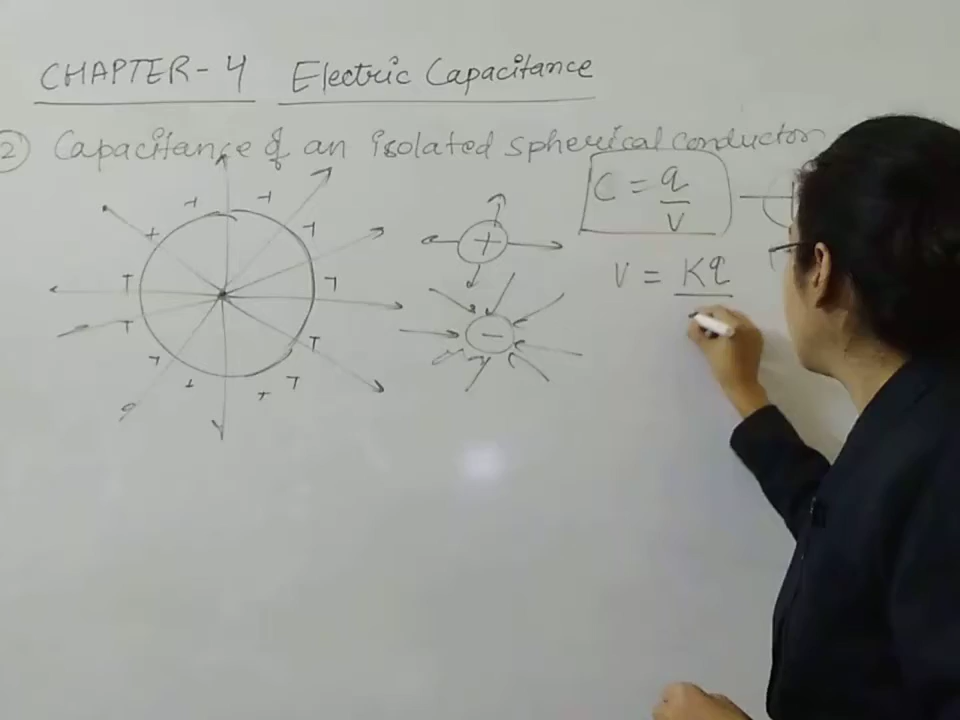 CHAPTER - 4 Electric Capacitance
2) Capacitance of an isolated spherical conductor
C = q/V
V = Kq
+ + + + + + + + + + + + +
+
-